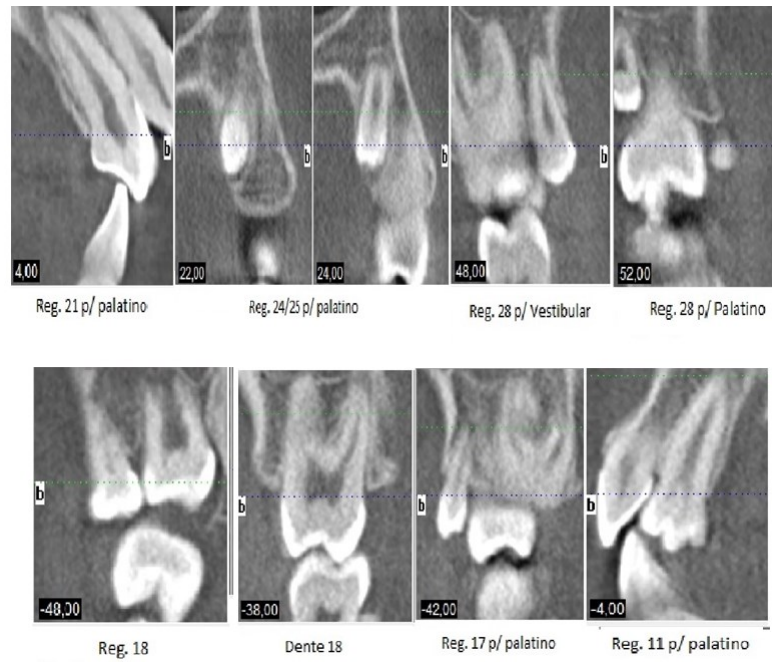 b
b
b
b
4,00
22,00
24,00
48,00
52,00
Reg. 21 p/ palatino
Reg. 24/25 p/ palatino
Reg. 28 p/ Vestibular
Reg. 28 p/ Palatino
b
b
b
b
-48,00
-38,00
-42,00
-4,00
Reg. 18
Dente 18
Reg. 17 p/ palatino
Reg. 11 p/ palatino